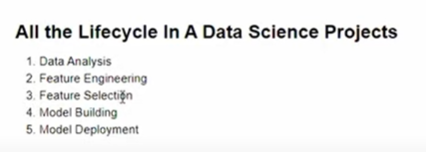 All the Lifecycle In A Data Science Projects
1. Data Analysis
2. Feature Engineering
3. Feature Selection
4. Model Building
5. Model Deployment